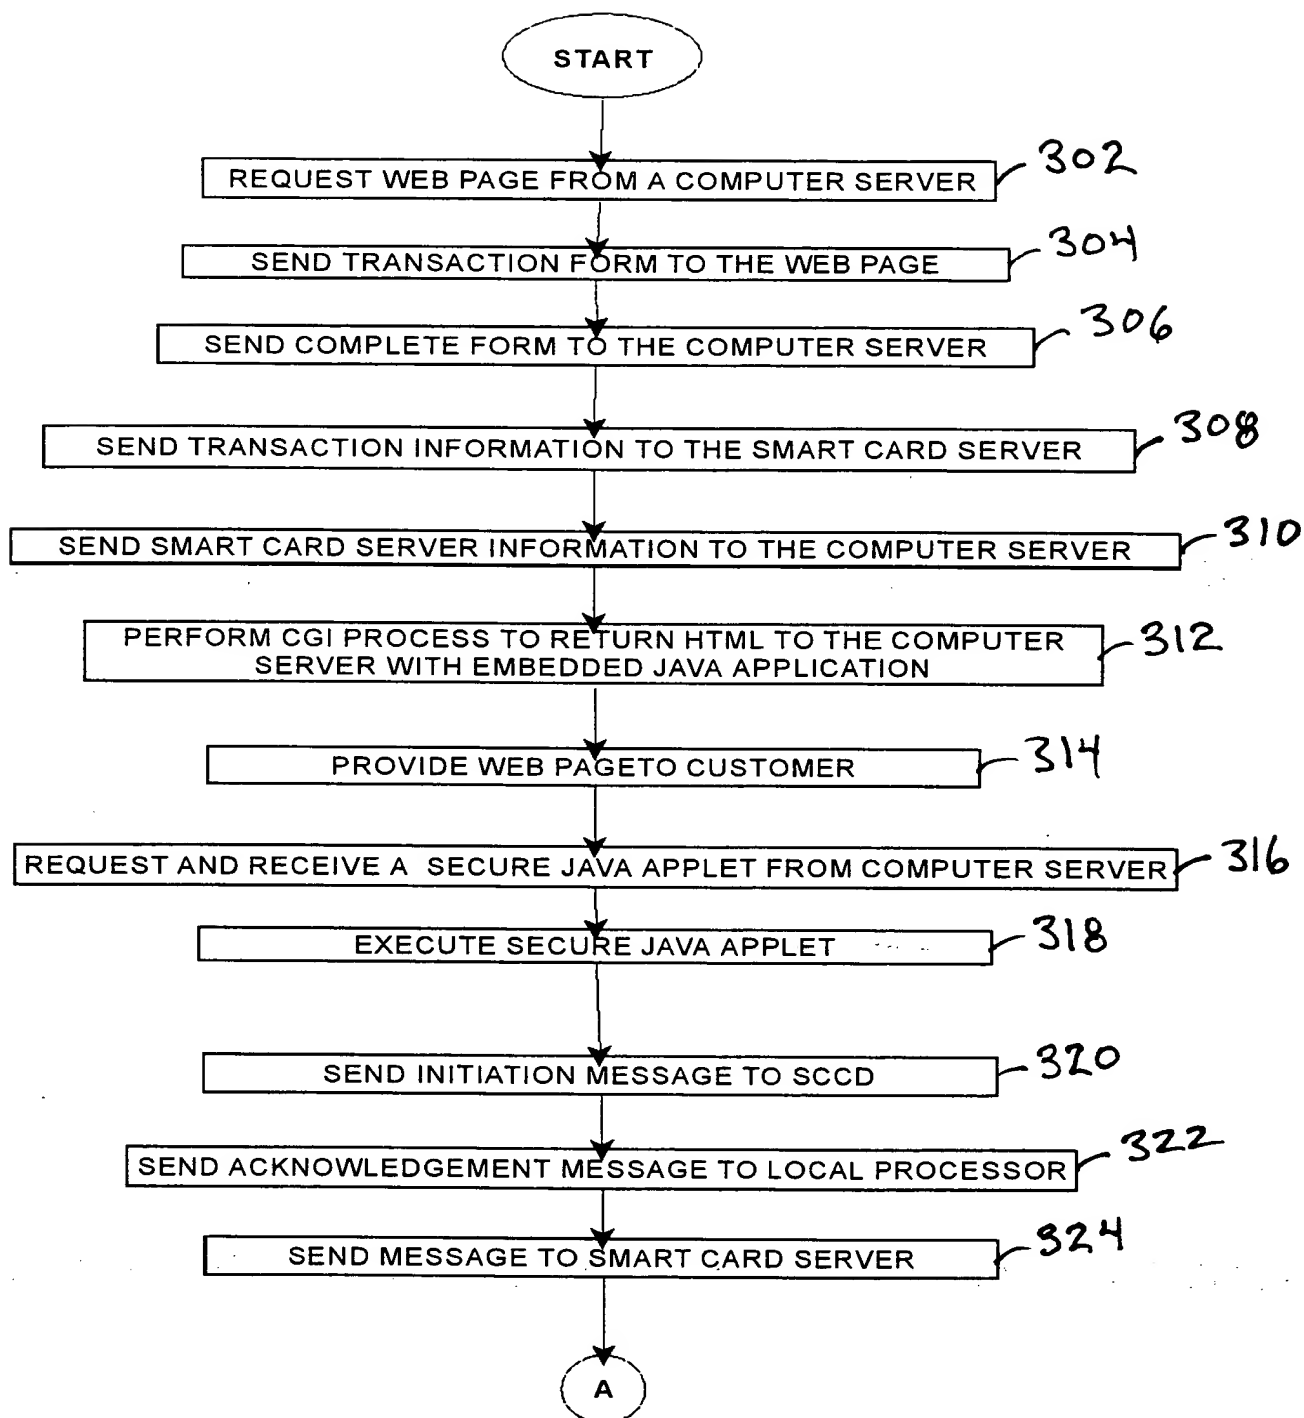 START
REQUEST WEB PAGE FROM A COMPUTER SERVER 302
SEND TRANSACTION FORM TO THE WEB PAGE 304
SEND COMPLETE FORM TO THE COMPUTER SERVER 306
SEND TRANSACTION INFORMATION TO THE SMART CARD SERVER 308
SEND SMART CARD SERVER INFORMATION TO THE COMPUTER SERVER 310
PERFORM CGI PROCESS TO RETURN HTML TO THE COMPUTER
SERVER WITH EMBEDDED JAVA APPLICATION 312
PROVIDE WEB PAGETO CUSTOMER 314
REQUEST AND RECEIVE A SECURE JAVA APPLET FROM COMPUTER SERVER 316
EXECUTE SECURE JAVA APPLET 318
SEND INITIATION MESSAGE TO SCCD 320
SEND ACKNOWLEDGEMENT MESSAGE TO LOCAL PROCESSOR 322
SEND MESSAGE TO SMART CARD SERVER 324
A